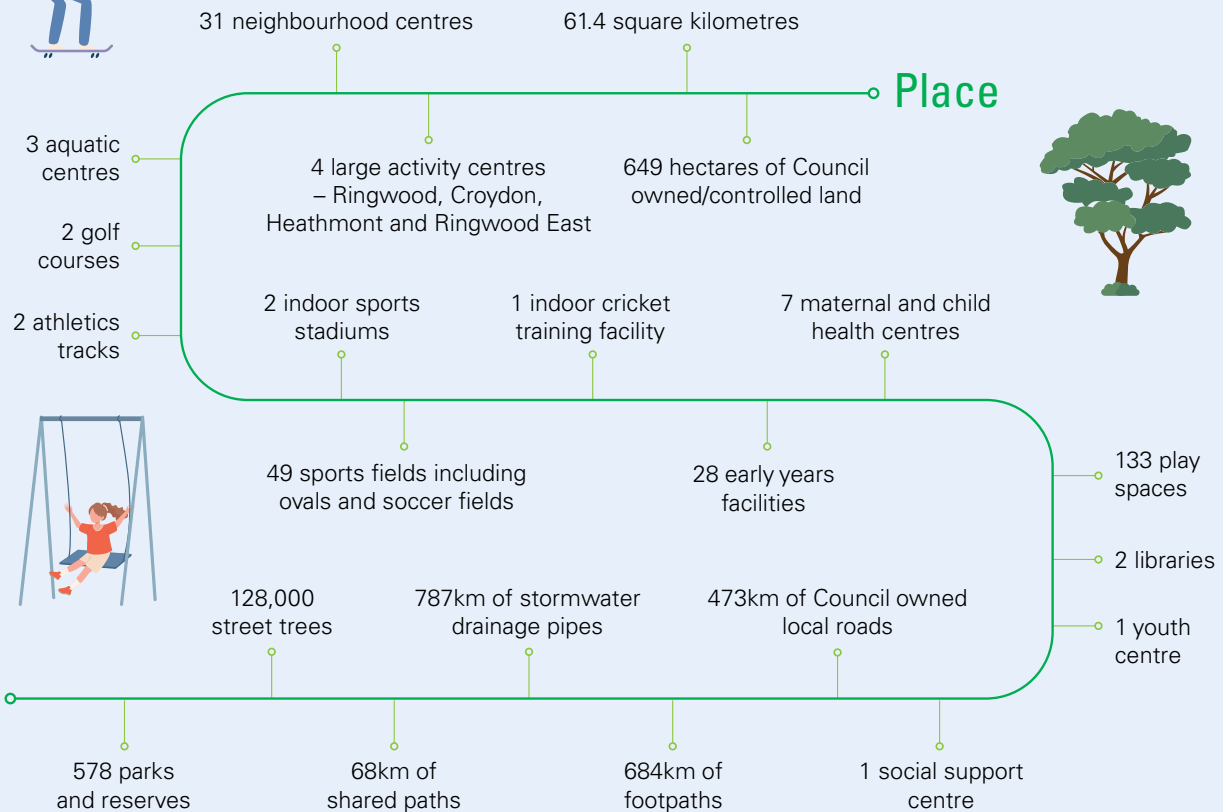 31 neighbourhood centres
61.4 square kilometres
Place
3 aquatic
centres
4 large activity centres
– Ringwood, Croydon,
Heathmont and Ringwood East
649 hectares of Council
owned/controlled land
2 golf
courses
2 athletics
tracks
2 indoor sports
stadiums
1 indoor cricket
training facility
7 maternal and child
health centres
49 sports fields including
ovals and soccer fields
28 early years
facilities
133 play
spaces
2 libraries
1 youth
centre
128,000
street trees
787km of stormwater
drainage pipes
473km of Council owned
local roads
578 parks
and reserves
68km of
shared paths
684km of
footpaths
1 social support
centre